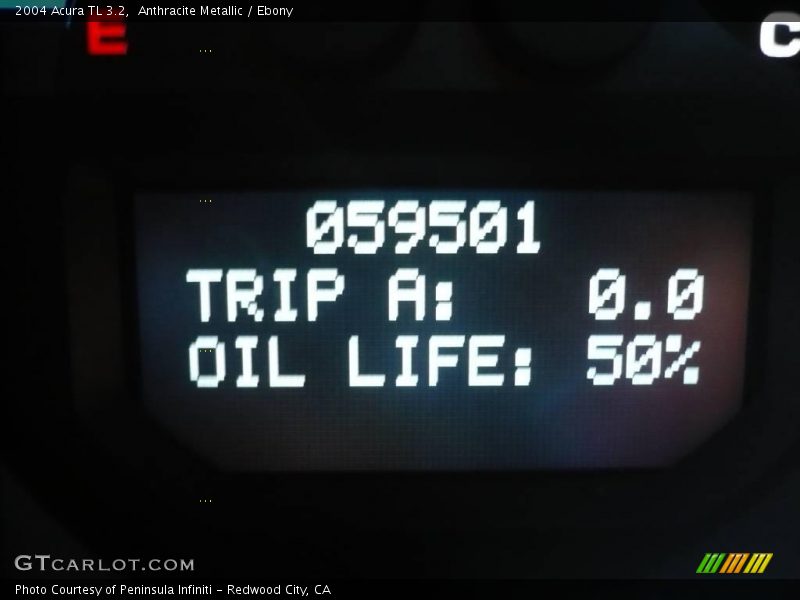 2004 Acura TL 3.2,  Anthracite Metallic / Ebony
E
C
...
...
059501
TRIP A: 0.0
OIL LIFE: 50%
...
...
GTCARLOT.COM
Photo Courtesy of Peninsula Infiniti - Redwood City, CA